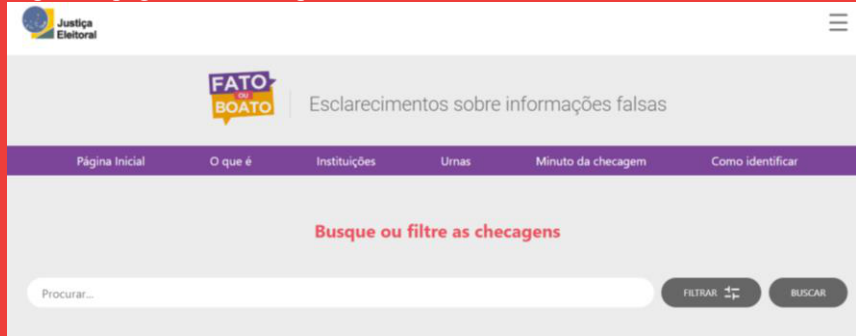 Justiça
Eleitoral
FATO
OU
BOATO
Esclarecimentos sobre informações falsas
Página Inicial O que é Instituições Urnas Minuto da checagem Como identificar
Busque ou filtre as checagens
Procurar... FILTRAR BUSCAR